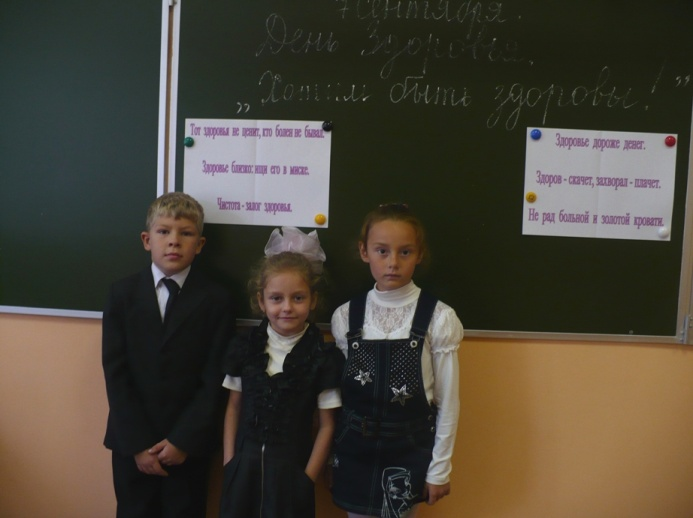 7 сентября.
День Здоровья.
„Хотим быть здоровы!”
Тот здоровья не ценит, кто болен не бывал.
Здоровье близко: ищи его в миске.
Чистота - залог здоровья.
Здоровье дороже денег.
Здоров - скачет, захворал - плачет.
Не рад больной и золотой кровати.